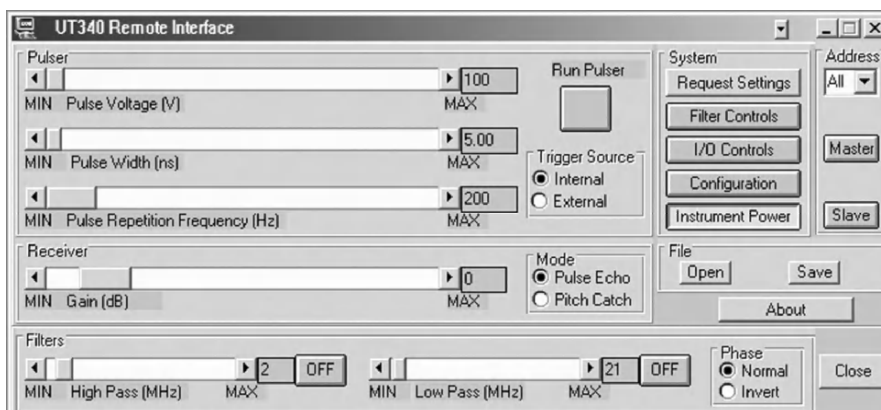 UT340 Remote Interface
Pulser
100
MIN Pulse Voltage (V) MAX
5.00
MIN Pulse Width (ns) MAX
200
MIN Pulse Repetition Frequency (Hz) MAX
Run Pulser
Trigger Source
Internal
External
System
Request Settings
Filter Controls
I/O Controls
Configuration
Instrument Power
Address
All
Master
Slave
Receiver
0
MIN Gain (dB) MAX
Mode
Pulse Echo
Pitch Catch
File
Open Save
About
Filters
2 OFF
MIN High Pass (MHz) MAX
21 OFF
MIN Low Pass (MHz) MAX
Phase
Normal
Invert
Close